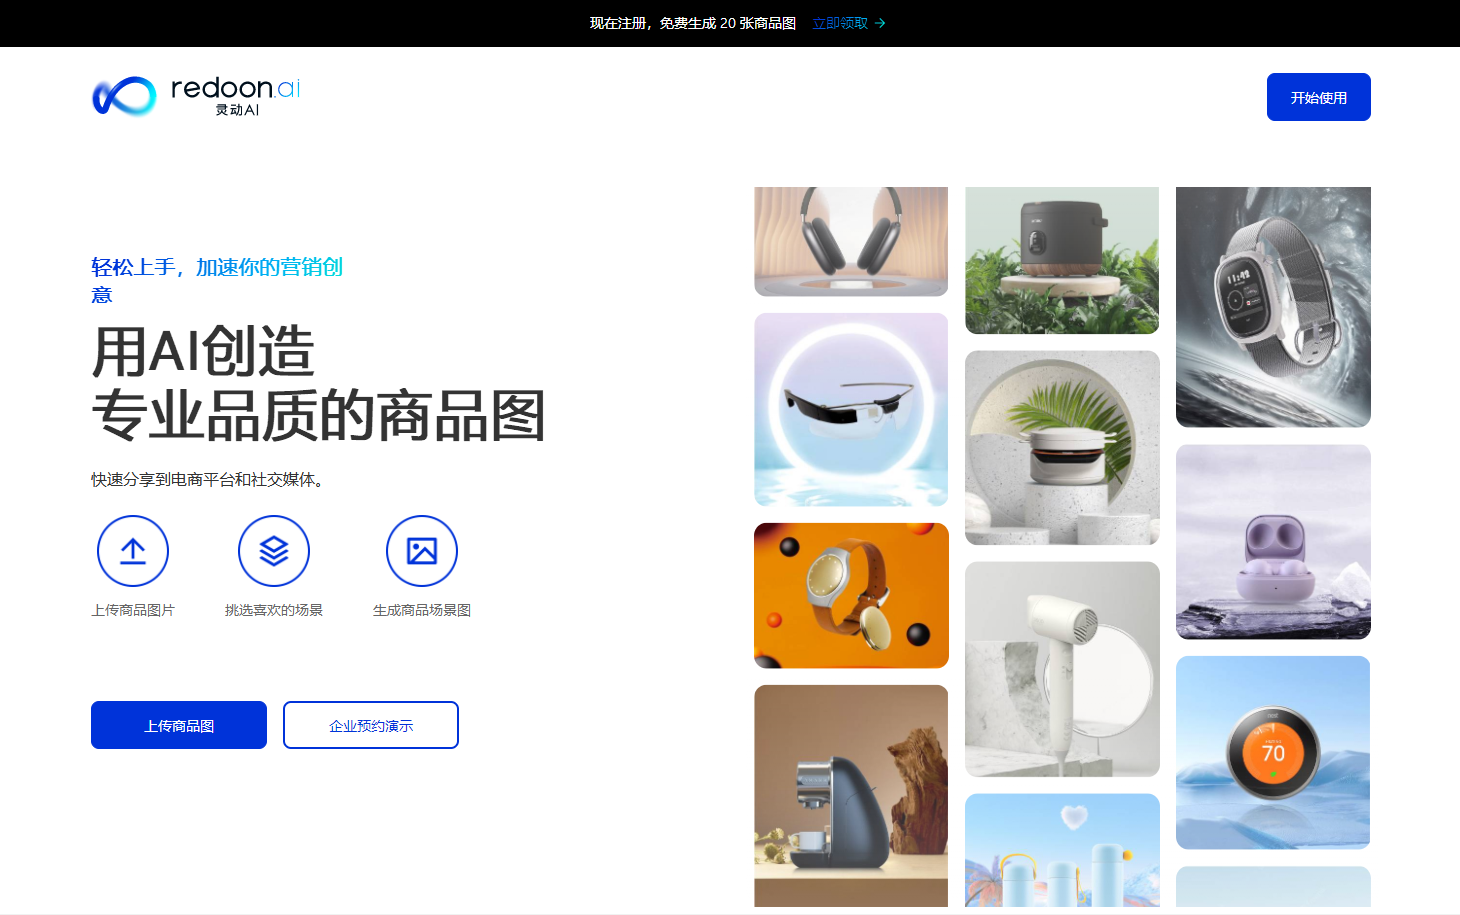 现在注册，免费生成 20 张商品图 立即领取 →
redoon.ai
灵动AI
开始使用
轻松上手，加速你的营销创
意
用AI创造
专业品质的商品图
快速分享到电商平台和社交媒体。
上传商品图片 挑选喜欢的场景 生成商品场景图
上传商品图 企业预约演示
11:42
70